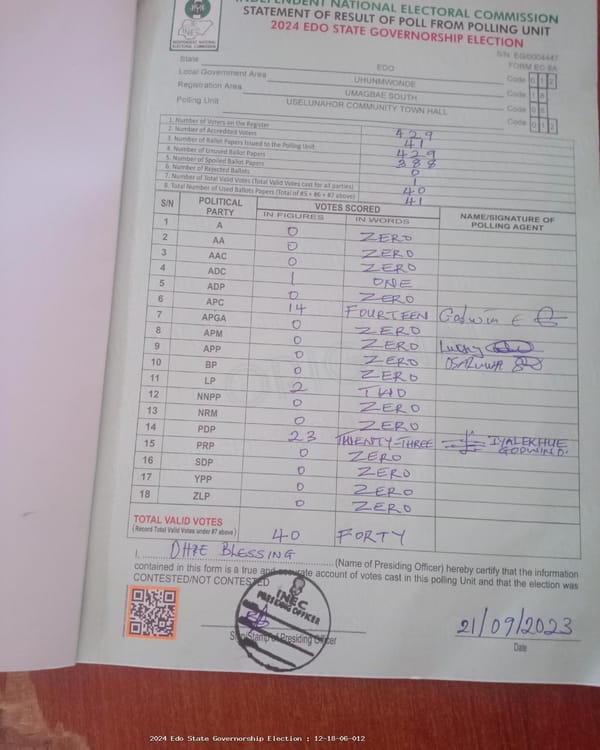 INDEPENDENT NATIONAL ELECTORAL COMMISSION
STATEMENT OF RESULT OF POLL FROM POLLING UNIT
2024 EDO STATE GOVERNORSHIP ELECTION
S/N: EG/0004447
FORM EC 8A
INEC
INDEPENDENT NATIONAL ELECTORAL COMMISSION
State EDO Code 0 1 2
Local Government Area UHUNMWONDE Code 1 8
Registration Area UMAGBAE SOUTH Code 0 6
Polling Unit USELUNAHOR COMMUNITY TOWN HALL Code 0 1 2
1. Number of Voters on the Register 429
2. Number of Accredited Voters 41
3. Number of Ballot Papers Issued to the Polling Unit 429
4. Number of Unused Ballot Papers 388
5. Number of Spoiled Ballot Papers 0
6. Number of Rejected Ballots 1
7. Number of Total Valid Votes (Total Valid Votes cast for all parties) 40
8. Total Number of Used Ballots Papers (Total of #5 + #6 + #7 above) 41
S/N POLITICAL PARTY VOTES SCORED NAME/SIGNATURE OF POLLING AGENT
IN FIGURES IN WORDS
1 A 0 ZERO
2 AA 0 ZERO
3 AAC 0 ZERO
4 ADC 1 ONE
5 ADP 0 ZERO
6 APC 14 FOURTEEN Godwin E
7 APGA 0 ZERO
8 APM 0 ZERO Lucky
9 APP 0 ZERO
10 BP 0 ZERO
11 LP 2 TWO
12 NNPP 0 ZERO
13 NRM 0 ZERO
14 PDP 23 TWENTY-THREE IYALEKHUE GODWIN O.
15 PRP 0 ZERO
16 SDP 0 ZERO
17 YPP 0 ZERO
18 ZLP 0 ZERO
TOTAL VALID VOTES 40 FORTY
(Record Total Valid Votes under #7 above)
I, OHZE BLESSING (Name of Presiding Officer) hereby certify that the information
contained in this form is a true and accurate account of votes cast in this polling Unit and that the election was
CONTESTED/NOT CONTESTED
INEC
PRESIDING OFFICER
Sign/Stamp of Presiding Officer
21/09/2023
Date
2024 Edo State Governorship Election : 12-18-06-012